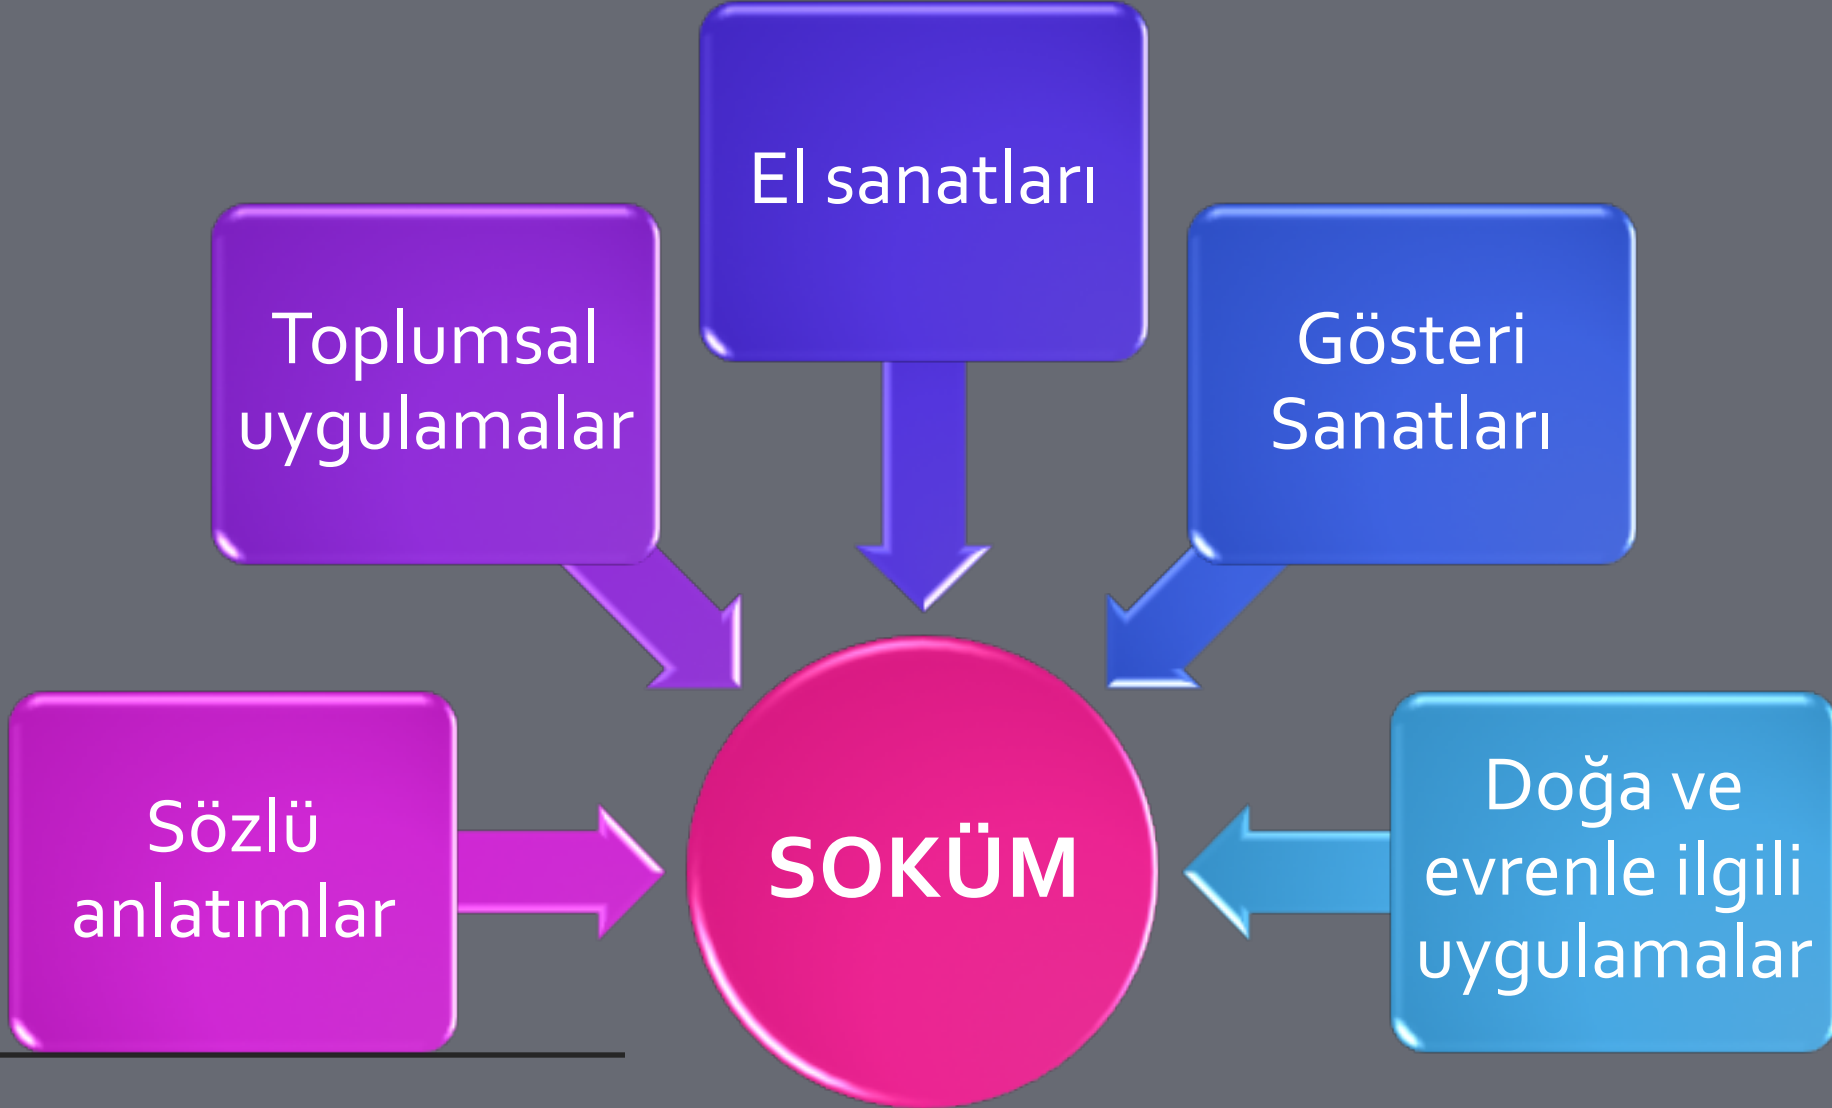 El sanatları
Toplumsal
uygulamalar
Gösteri
Sanatları
Sözlü
anlatımlar
SOKÜM
Doğa ve
evrenle ilgili
uygulamalar